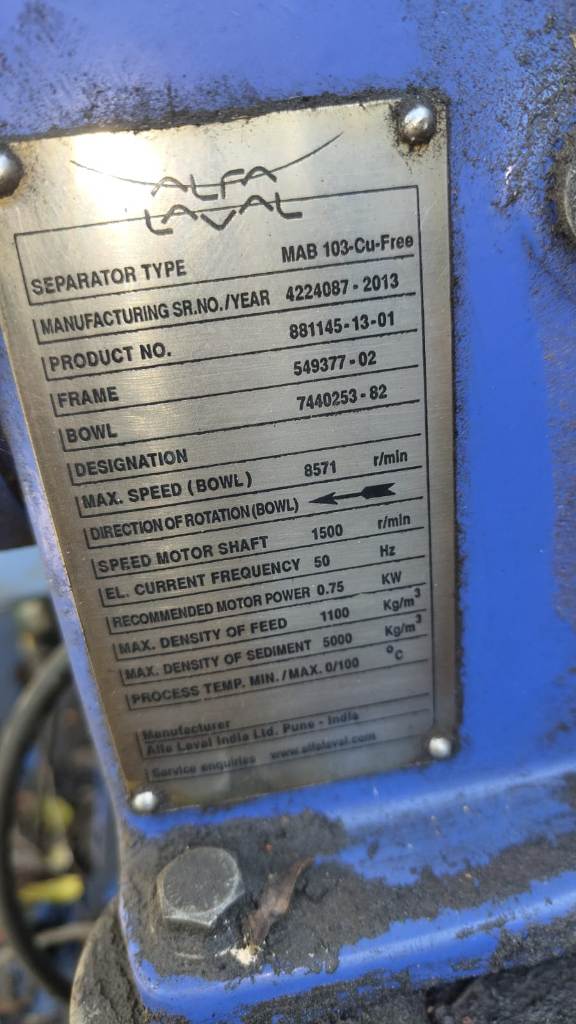 ALFA
LAVAL
SEPARATOR TYPE MAB 103-Cu-Free
MANUFACTURING SR.NO./YEAR 4224087 - 2013
PRODUCT NO. 881145-13-01
FRAME 549377 - 02
BOWL 7440253 - 82
DESIGNATION
MAX. SPEED (BOWL) 8571 r/min
DIRECTION OF ROTATION (BOWL)
SPEED MOTOR SHAFT 1500 r/min
EL. CURRENT FREQUENCY 50 Hz
RECOMMENDED MOTOR POWER 0.75 KW
MAX. DENSITY OF FEED 1100 Kg/m³
MAX. DENSITY OF SEDIMENT 5000 Kg/m³
PROCESS TEMP. MIN. / MAX. 0/100 °C
Manufacturer
Alfa Laval India Ltd. Pune - India
Service enquiries www.alfalaval.com